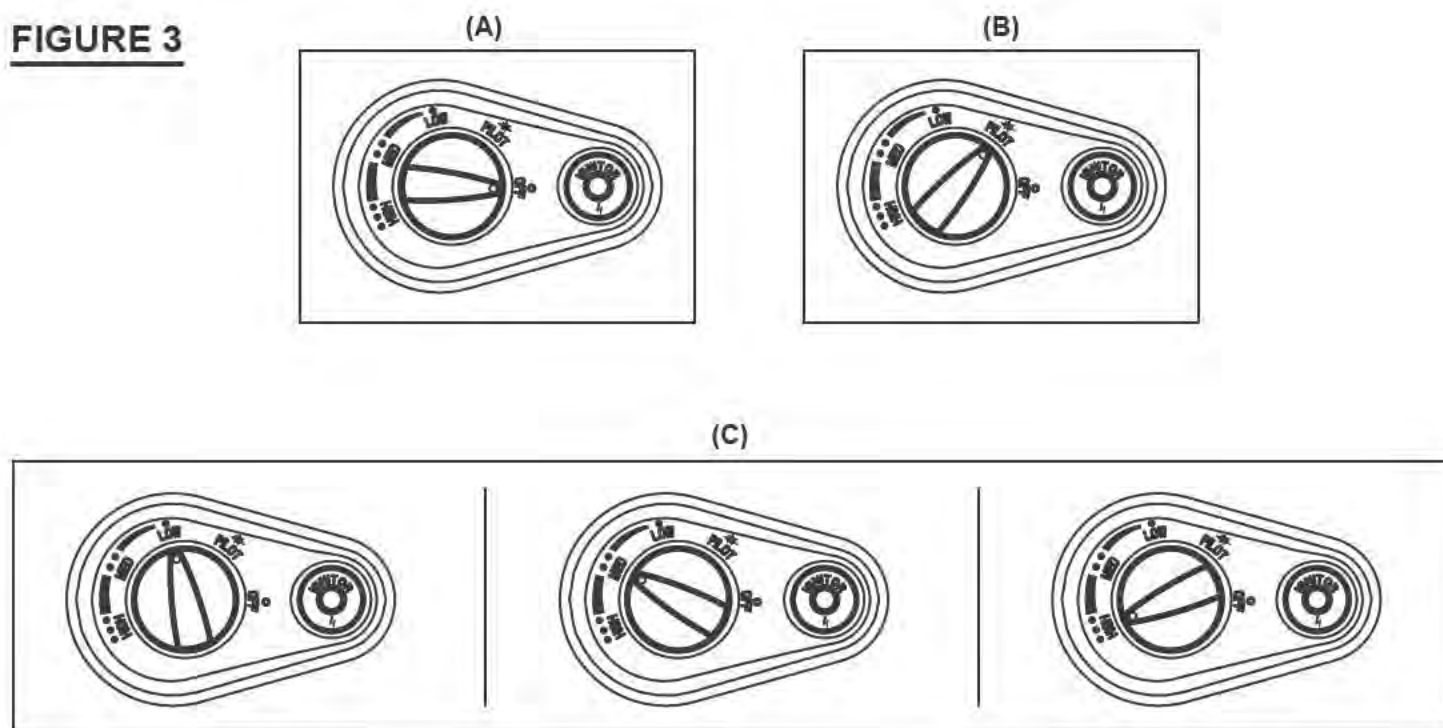 FIGURE 3
(A)
(B)
LOW
PILOT
MED
OFF
HIGH
IGNITOR
LOW
PILOT
MED
OFF
HIGH
IGNITOR
(C)
LOW
PILOT
MED
OFF
HIGH
IGNITOR
LOW
PILOT
MED
OFF
HIGH
IGNITOR
LOW
PILOT
MED
OFF
HIGH
IGNITOR